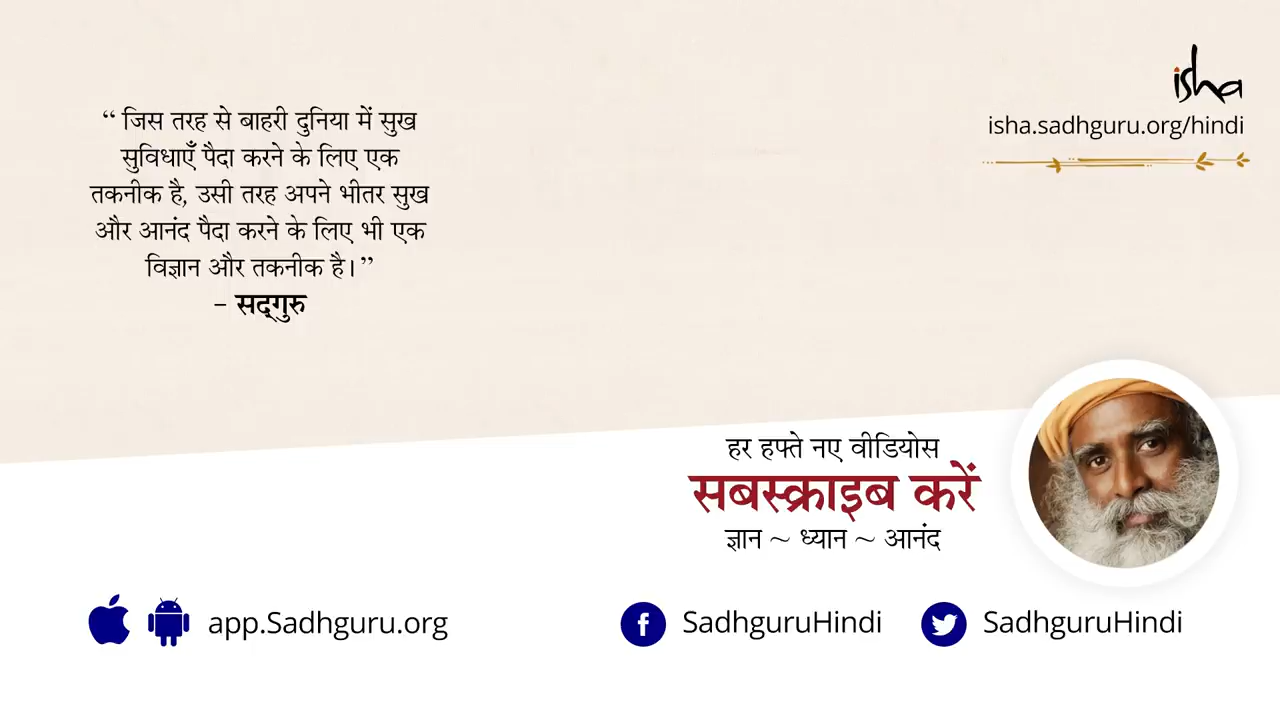 “ जिस तरह से बाहरी दुनिया में सुख
सुविधाएँ पैदा करने के लिए एक
तकनीक है, उसी तरह अपने भीतर सुख
और आनंद पैदा करने के लिए भी एक
विज्ञान और तकनीक है।”
- सद्गुरु
isha
isha.sadhguru.org/hindi
हर हफ्ते नए वीडियोस
सबस्क्राइब करें
ज्ञान ~ ध्यान ~ आनंद
app.Sadhguru.org
SadhguruHindi
SadhguruHindi